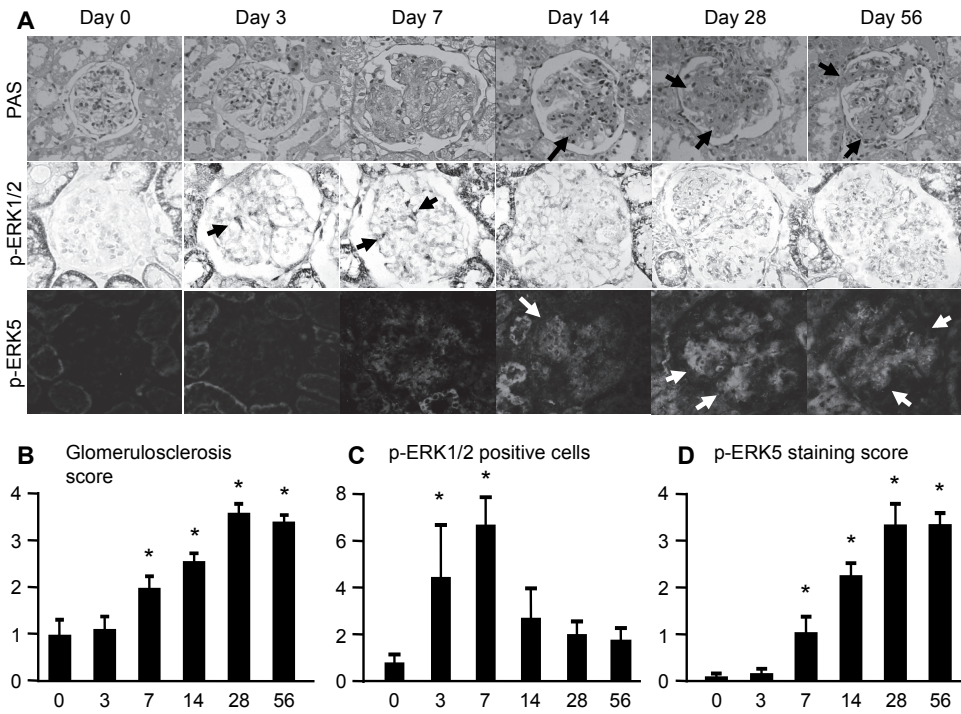 A Day 0 Day 3 Day 7 Day 14 Day 28 Day 56
PAS
p-ERK1/2
p-ERK5
B Glomerulosclerosis
score
4
3
2
1
0
* * * *
0 3 7 14 28 56
C p-ERK1/2 positive cells
8
6
4
2
0
* *
0 3 7 14 28 56
D p-ERK5 staining score
4
3
2
1
0
* * * *
0 3 7 14 28 56